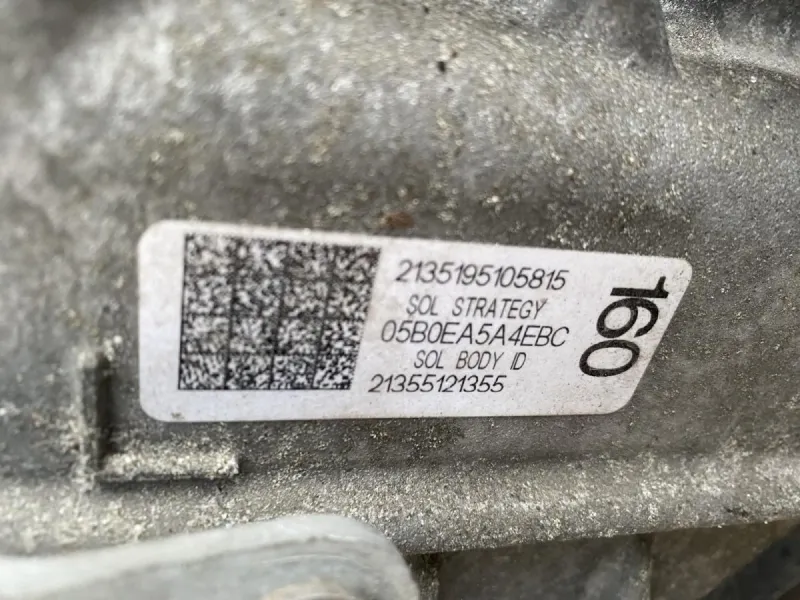 2135195105815
SOL STRATEGY
05B0EA5A4EBC
SOL BODY ID
21355121355
160